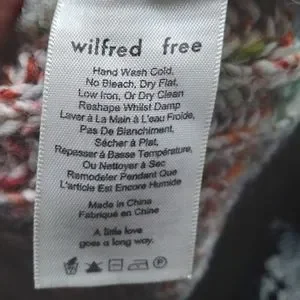 wilfred free
Hand Wash Cold,
No Bleach, Dry Flat,
Low Iron, Or Dry Clean
Reshape Whilst Damp
Laver à La Main à L'eau Froide,
Pas De Blanchiment,
Sécher à Plat,
Repasser à Basse Température,
Ou Nettoyer à Sec
Remodeler Pendant Que
L'article Est Encore Humide
Made in China
Fabriqué en Chine
A little love
goes a long way.